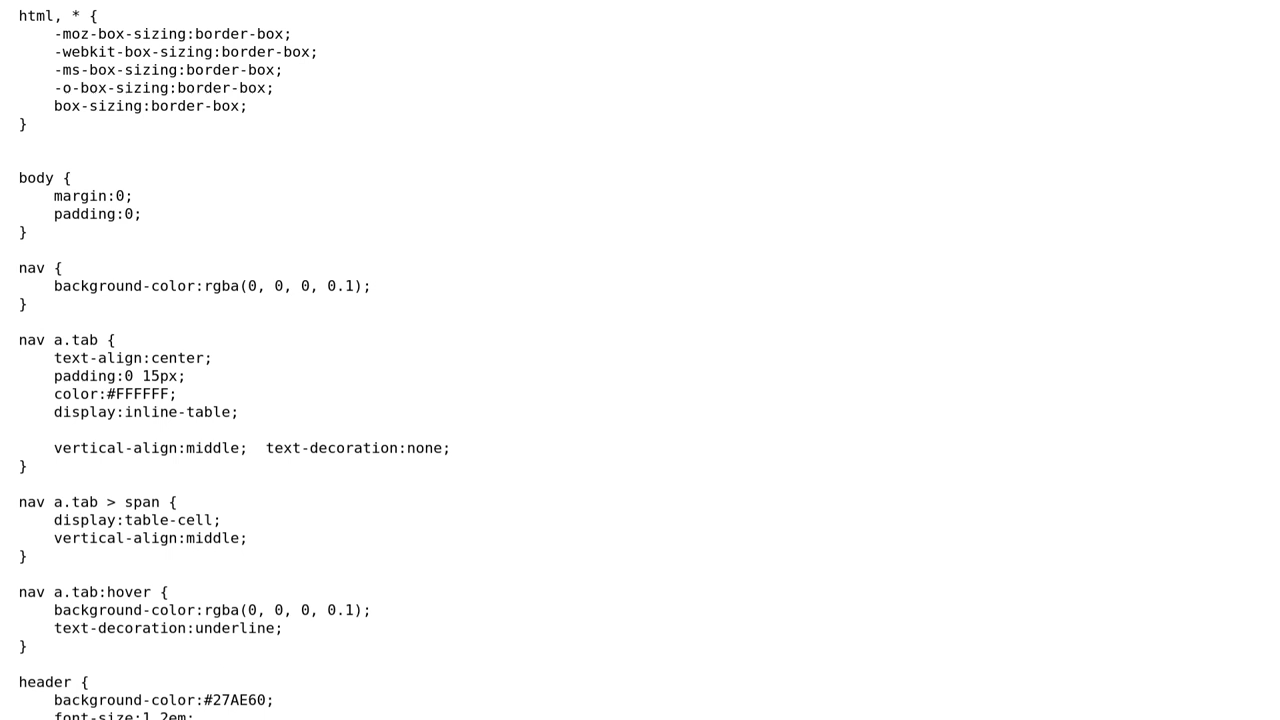 html, * {
    -moz-box-sizing:border-box;
    -webkit-box-sizing:border-box;
    -ms-box-sizing:border-box;
    -o-box-sizing:border-box;
    box-sizing:border-box;
}
body {
    margin:0;
    padding:0;
}
nav {
    background-color:rgba(0, 0, 0, 0.1);
}
nav a.tab {
    text-align:center;
    padding:0 15px;
    color:#FFFFFF;
    display:inline-table;
    vertical-align:middle;  text-decoration:none;
}
nav a.tab > span {
    display:table-cell;
    vertical-align:middle;
}
nav a.tab:hover {
    background-color:rgba(0, 0, 0, 0.1);
    text-decoration:underline;
}
header {
    background-color:#27AE60;
    font-size:1.2em;